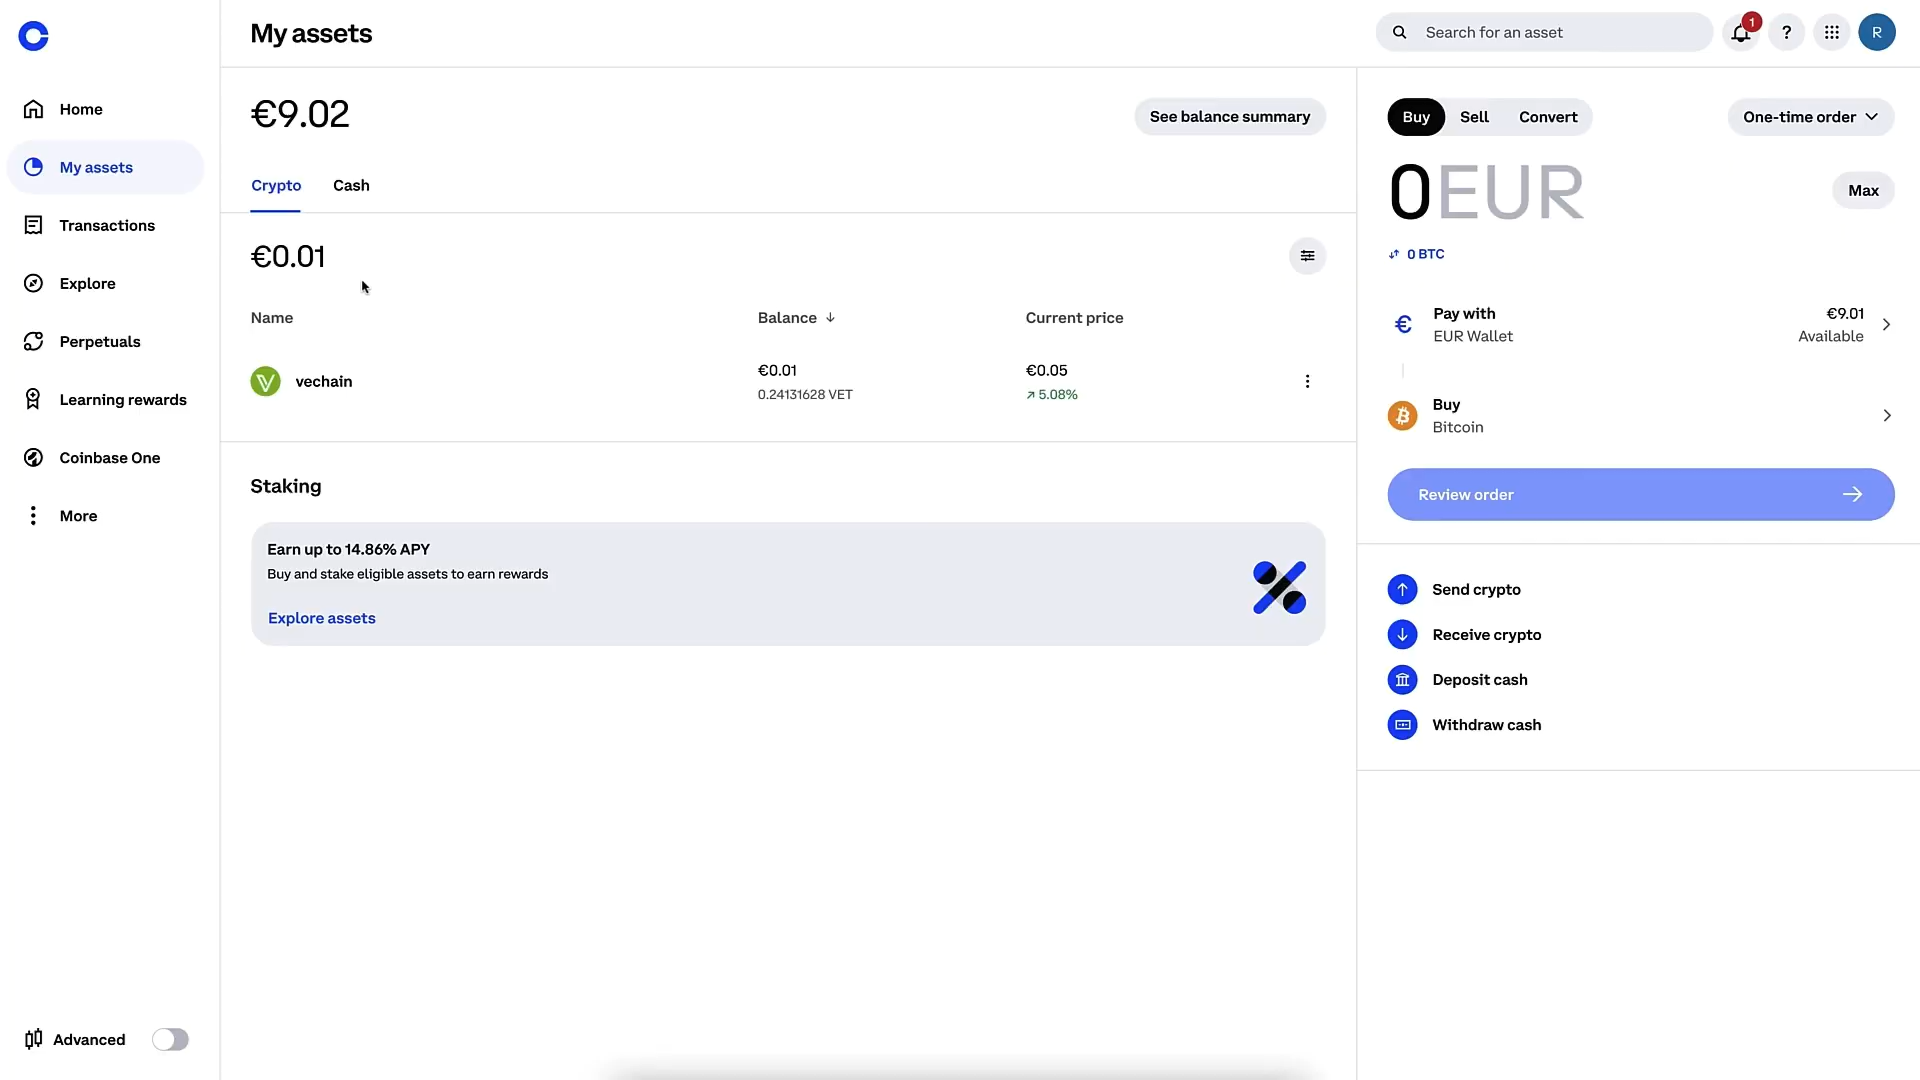 My assets
Search for an asset
1
?
R
Home
My assets
Transactions
Explore
Perpetuals
Learning rewards
Coinbase One
More
Advanced
€9.02
See balance summary
Crypto
Cash
€0.01
Name
Balance ↓
Current price
vechain
€0.01
0.24131628 VET
€0.05
↗ 5.08%
Staking
Earn up to 14.86% APY
Buy and stake eligible assets to earn rewards
Explore assets
Buy
Sell
Convert
One-time order
0EUR
Max
0 BTC
Pay with
EUR Wallet
€9.01
Available
Buy
Bitcoin
Review order
Send crypto
Receive crypto
Deposit cash
Withdraw cash